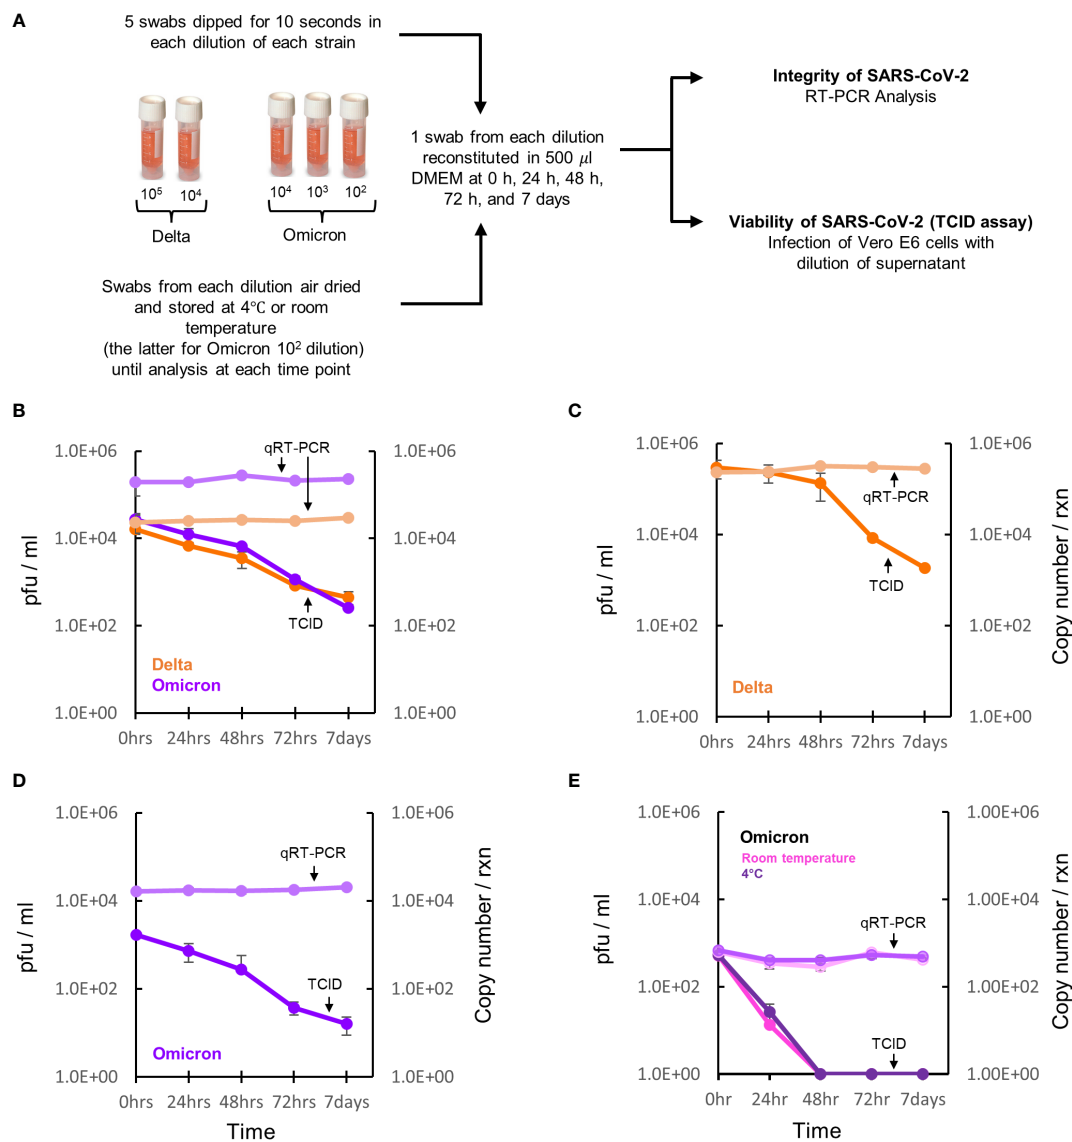 A
5 swabs dipped for 10 seconds in
each dilution of each strain
10⁵ 10⁴ 10⁴ 10³ 10²
Delta Omicron
Swabs from each dilution air dried
and stored at 4℃ or room
temperature
(the latter for Omicron 10² dilution)
until analysis at each time point
1 swab from each dilution
reconstituted in 500 μl
DMEM at 0 h, 24 h, 48 h,
72 h, and 7 days
Integrity of SARS-CoV-2
RT-PCR Analysis
Viability of SARS-CoV-2 (TCID assay)
Infection of Vero E6 cells with
dilution of supernatant
B
pfu / ml
1.0E+06
1.0E+04
1.0E+02
1.0E+00
qRT-PCR
TCID
Delta
Omicron
1.0E+06
1.0E+04
1.0E+02
1.0E+00
0hrs 24hrs 48hrs 72hrs 7days
C
pfu / ml
1.0E+06
1.0E+04
1.0E+02
1.0E+00
qRT-PCR
TCID
Delta
1.0E+06
1.0E+04
1.0E+02
1.0E+00
Copy number / rxn
0hrs 24hrs 48hrs 72hrs 7days
D
pfu / ml
1.0E+06
1.0E+04
1.0E+02
1.0E+00
qRT-PCR
TCID
Omicron
1.0E+06
1.0E+04
1.0E+02
1.0E+00
Copy number / rxn
0hrs 24hrs 48hrs 72hrs 7days
Time
E
pfu / ml
1.0E+06
1.0E+04
1.0E+02
1.0E+00
Omicron
Room temperature
4°C
qRT-PCR
TCID
1.00E+06
1.00E+04
1.00E+02
1.00E+00
Copy number / rxn
0hr 24hr 48hr 72hr 7days
Time